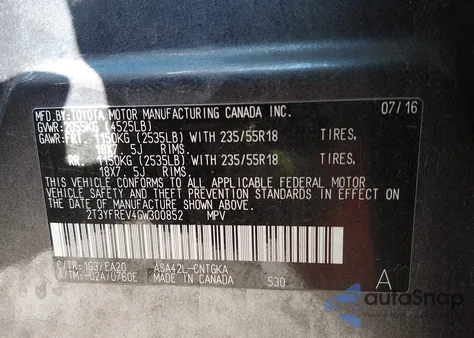 MFD.BY:TOYOTA MOTOR MANUFACTURING CANADA INC. 07/16
GVWR:2055KG (4525LB)
GAWR:FRT. 1150KG (2535LB) WITH 235/55R18 TIRES,
18X7. 5J RIMS.
RR. 1150KG (2535LB) WITH 235/55R18 TIRES,
18X7. 5J RIMS.
THIS VEHICLE CONFORMS TO ALL APPLICABLE FEDERAL MOTOR
VEHICLE SAFETY AND THEFT PREVENTION STANDARDS IN EFFECT ON
THE DATE OF MANUFACTURE SHOWN ABOVE.
2T3YFREV4GW300852 MPV
C/TR:1G3/EA20 ASA42L-CNTGKA
A/TM:-02A/U760E MADE IN CANADA 530 A
autoSnap